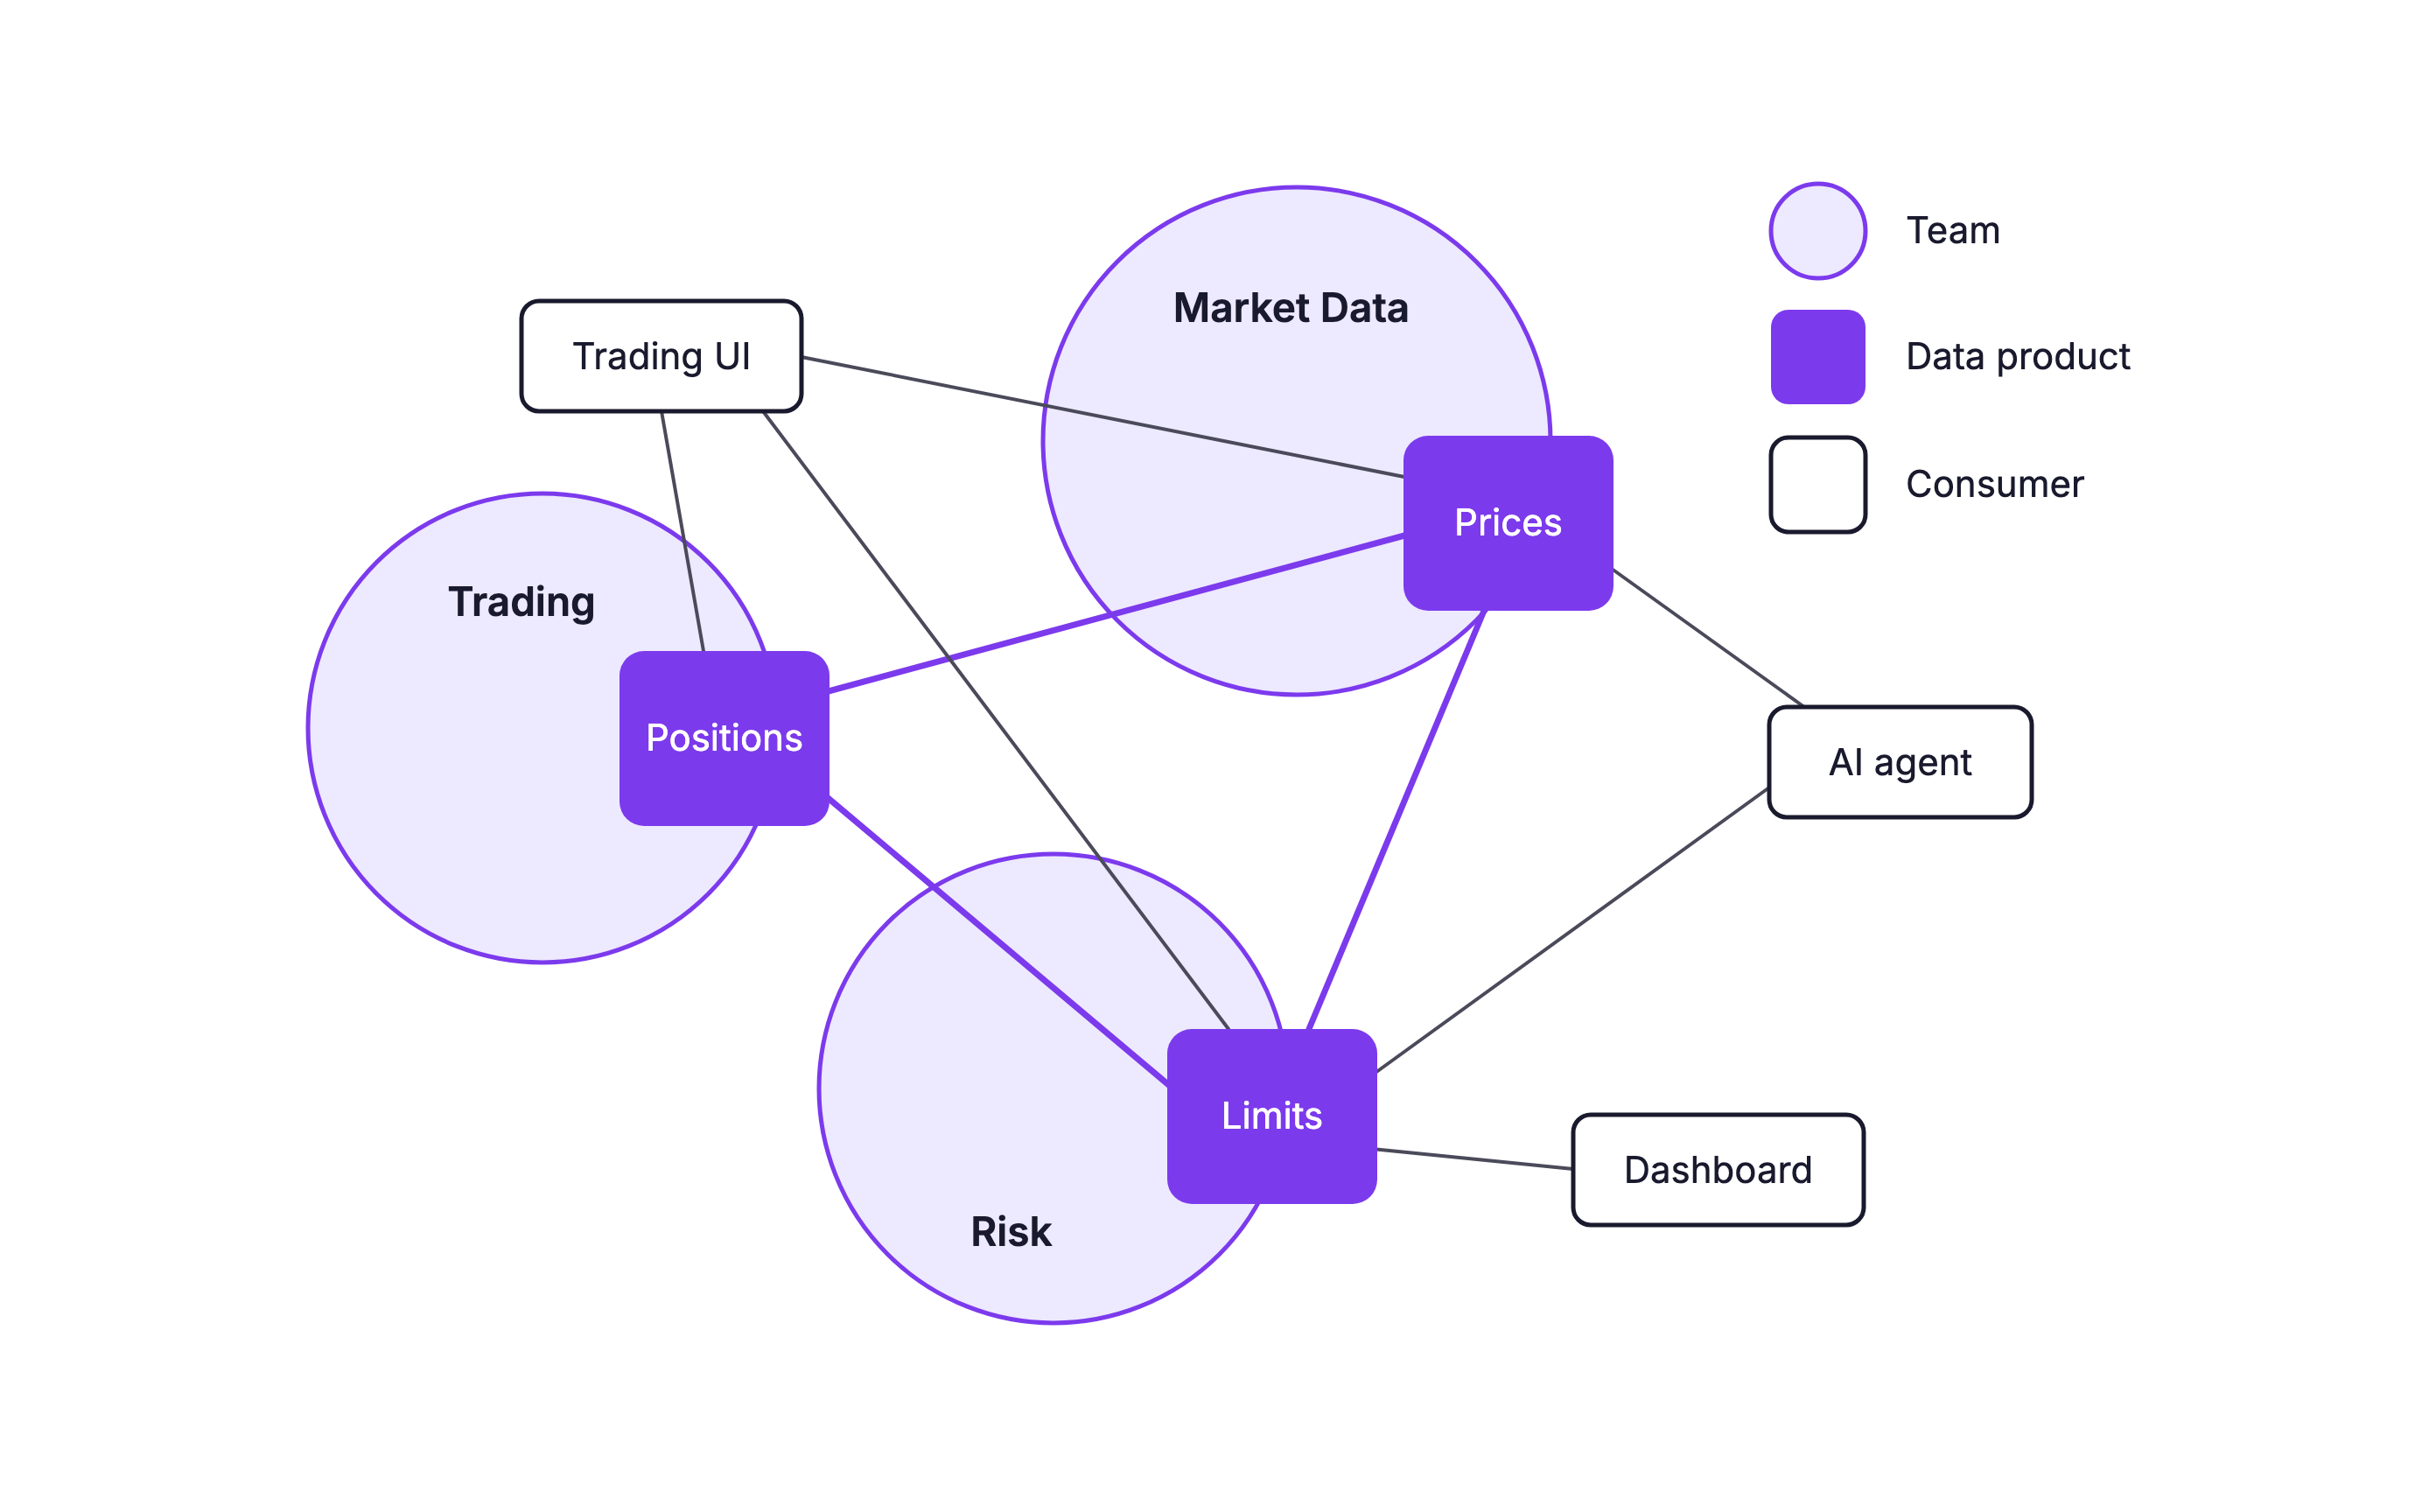 Market Data
Team
Trading UI
Data product
Consumer
Prices
Trading
Positions
AI agent
Limits
Dashboard
Risk